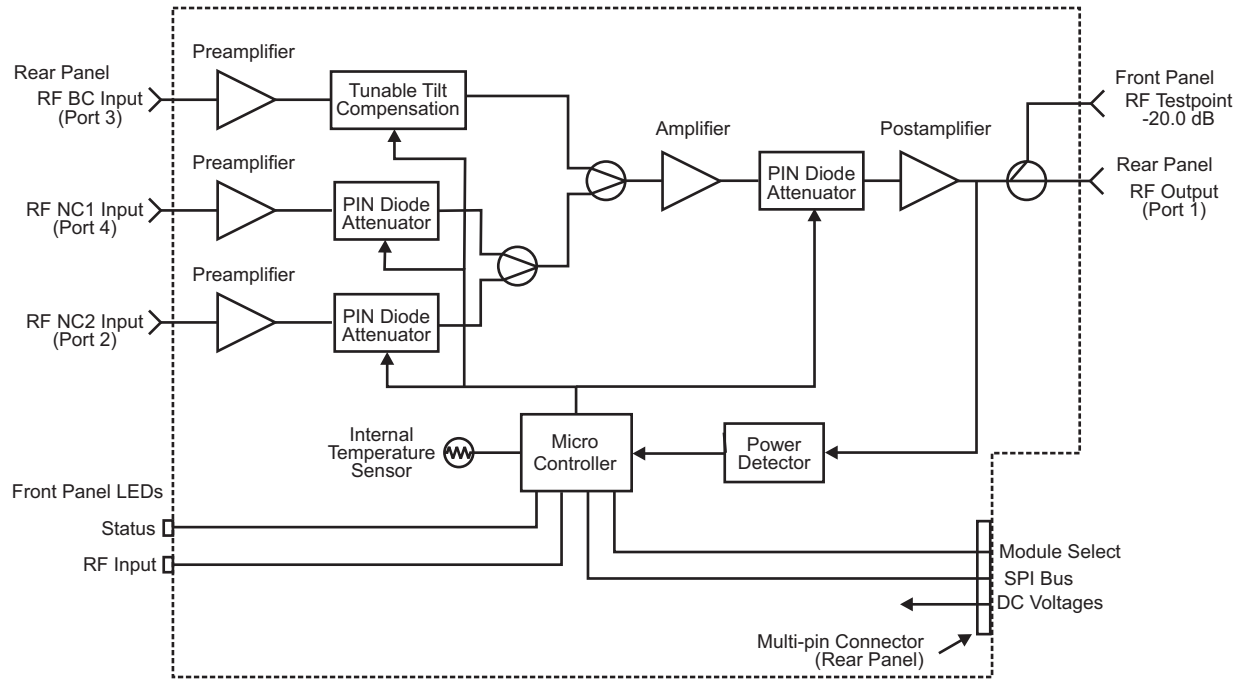 Preamplifier
Rear Panel
RF BC Input
(Port 3)
Tunable Tilt
Compensation
Front Panel
RF Testpoint
-20.0 dB
Amplifier
Postamplifier
Preamplifier
RF NC1 Input
(Port 4)
PIN Diode
Attenuator
PIN Diode
Attenuator
Rear Panel
RF Output
(Port 1)
Preamplifier
RF NC2 Input
(Port 2)
PIN Diode
Attenuator
Internal
Temperature
Sensor
Micro
Controller
Power
Detector
Front Panel LEDs
Status
RF Input
Module Select
SPI Bus
DC Voltages
Multi-pin Connector
(Rear Panel)